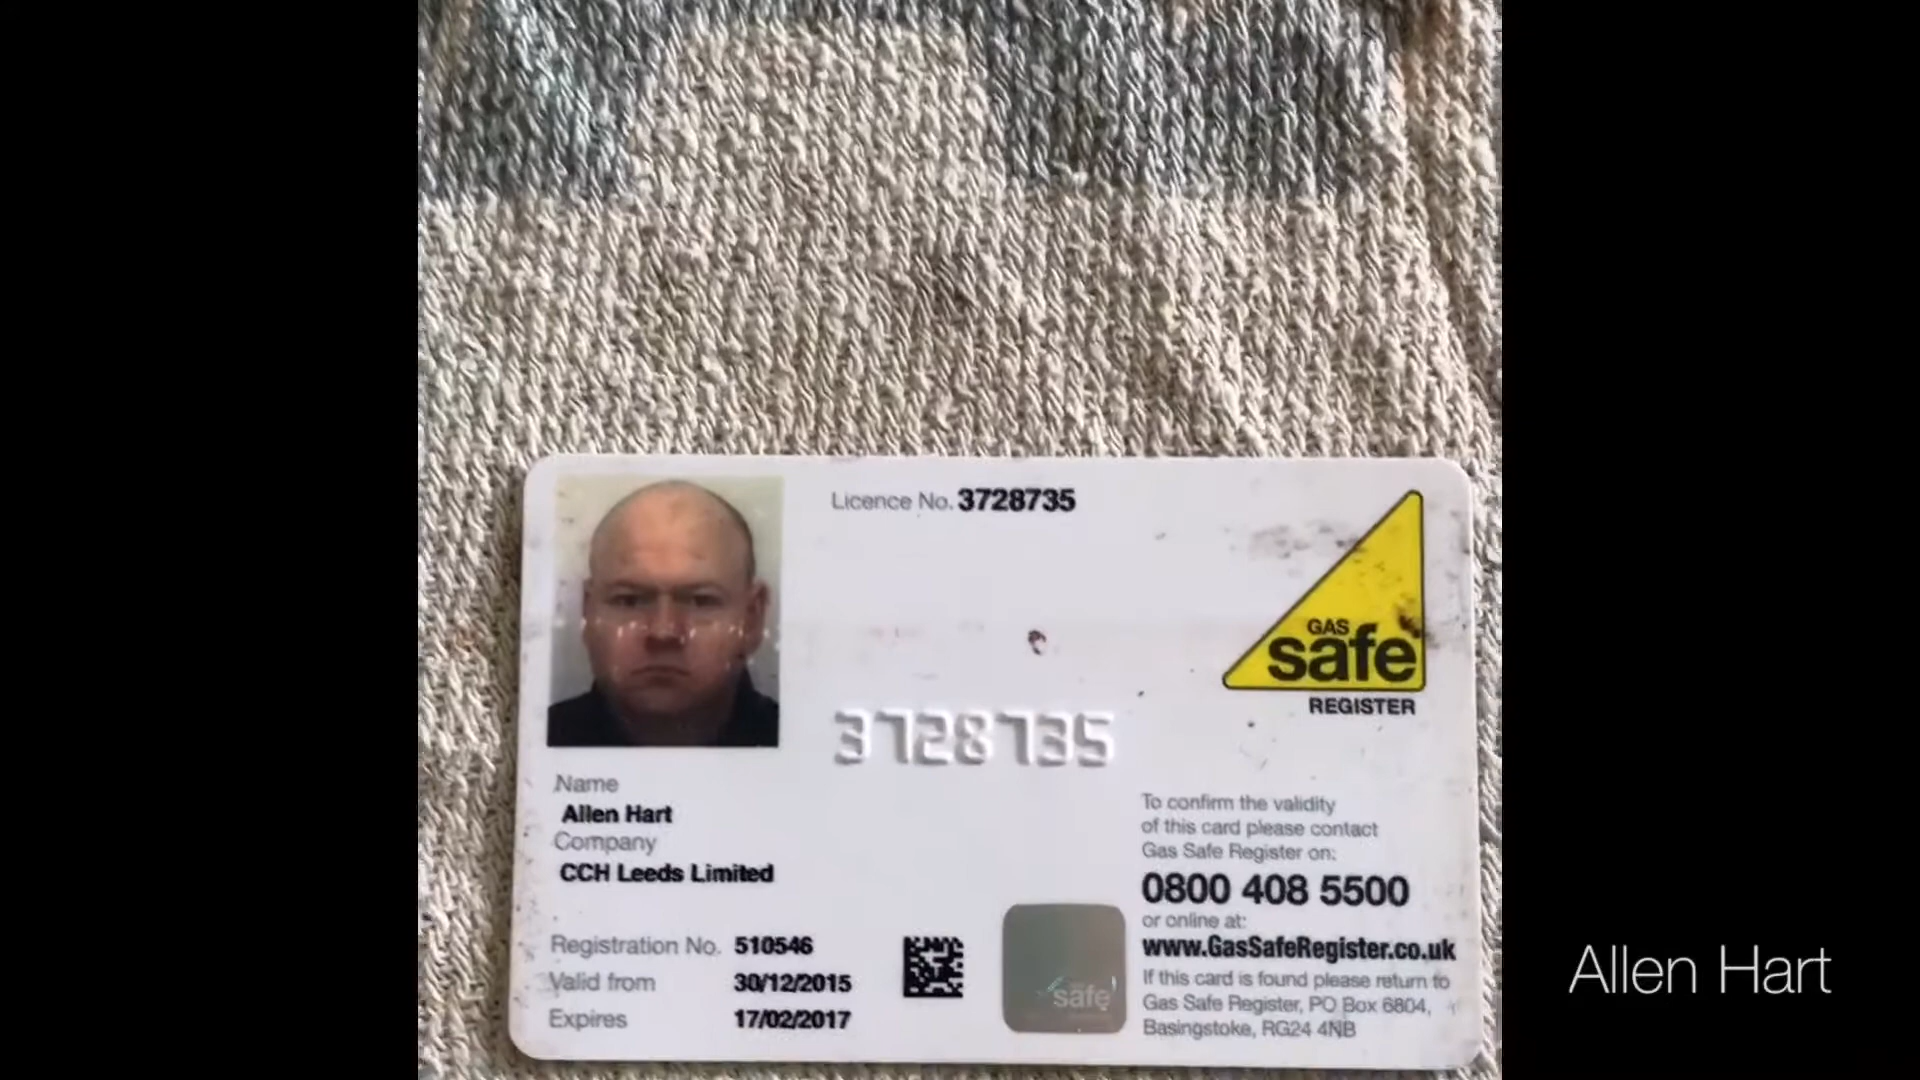 Licence No. 3728735
GAS
safe
REGISTER
3728735
Name
Allen Hart
Company
CCH Leeds Limited
Registration No. 510546
Valid from 30/12/2015
Expires 17/02/2017
safe
To confirm the validity
of this card please contact
Gas Safe Register on:
0800 408 5500
or online at:
www.GasSafeRegister.co.uk
If this card is found please return to
Gas Safe Register, PO Box 6804,
Basingstoke, RG24 4NB
Allen Hart